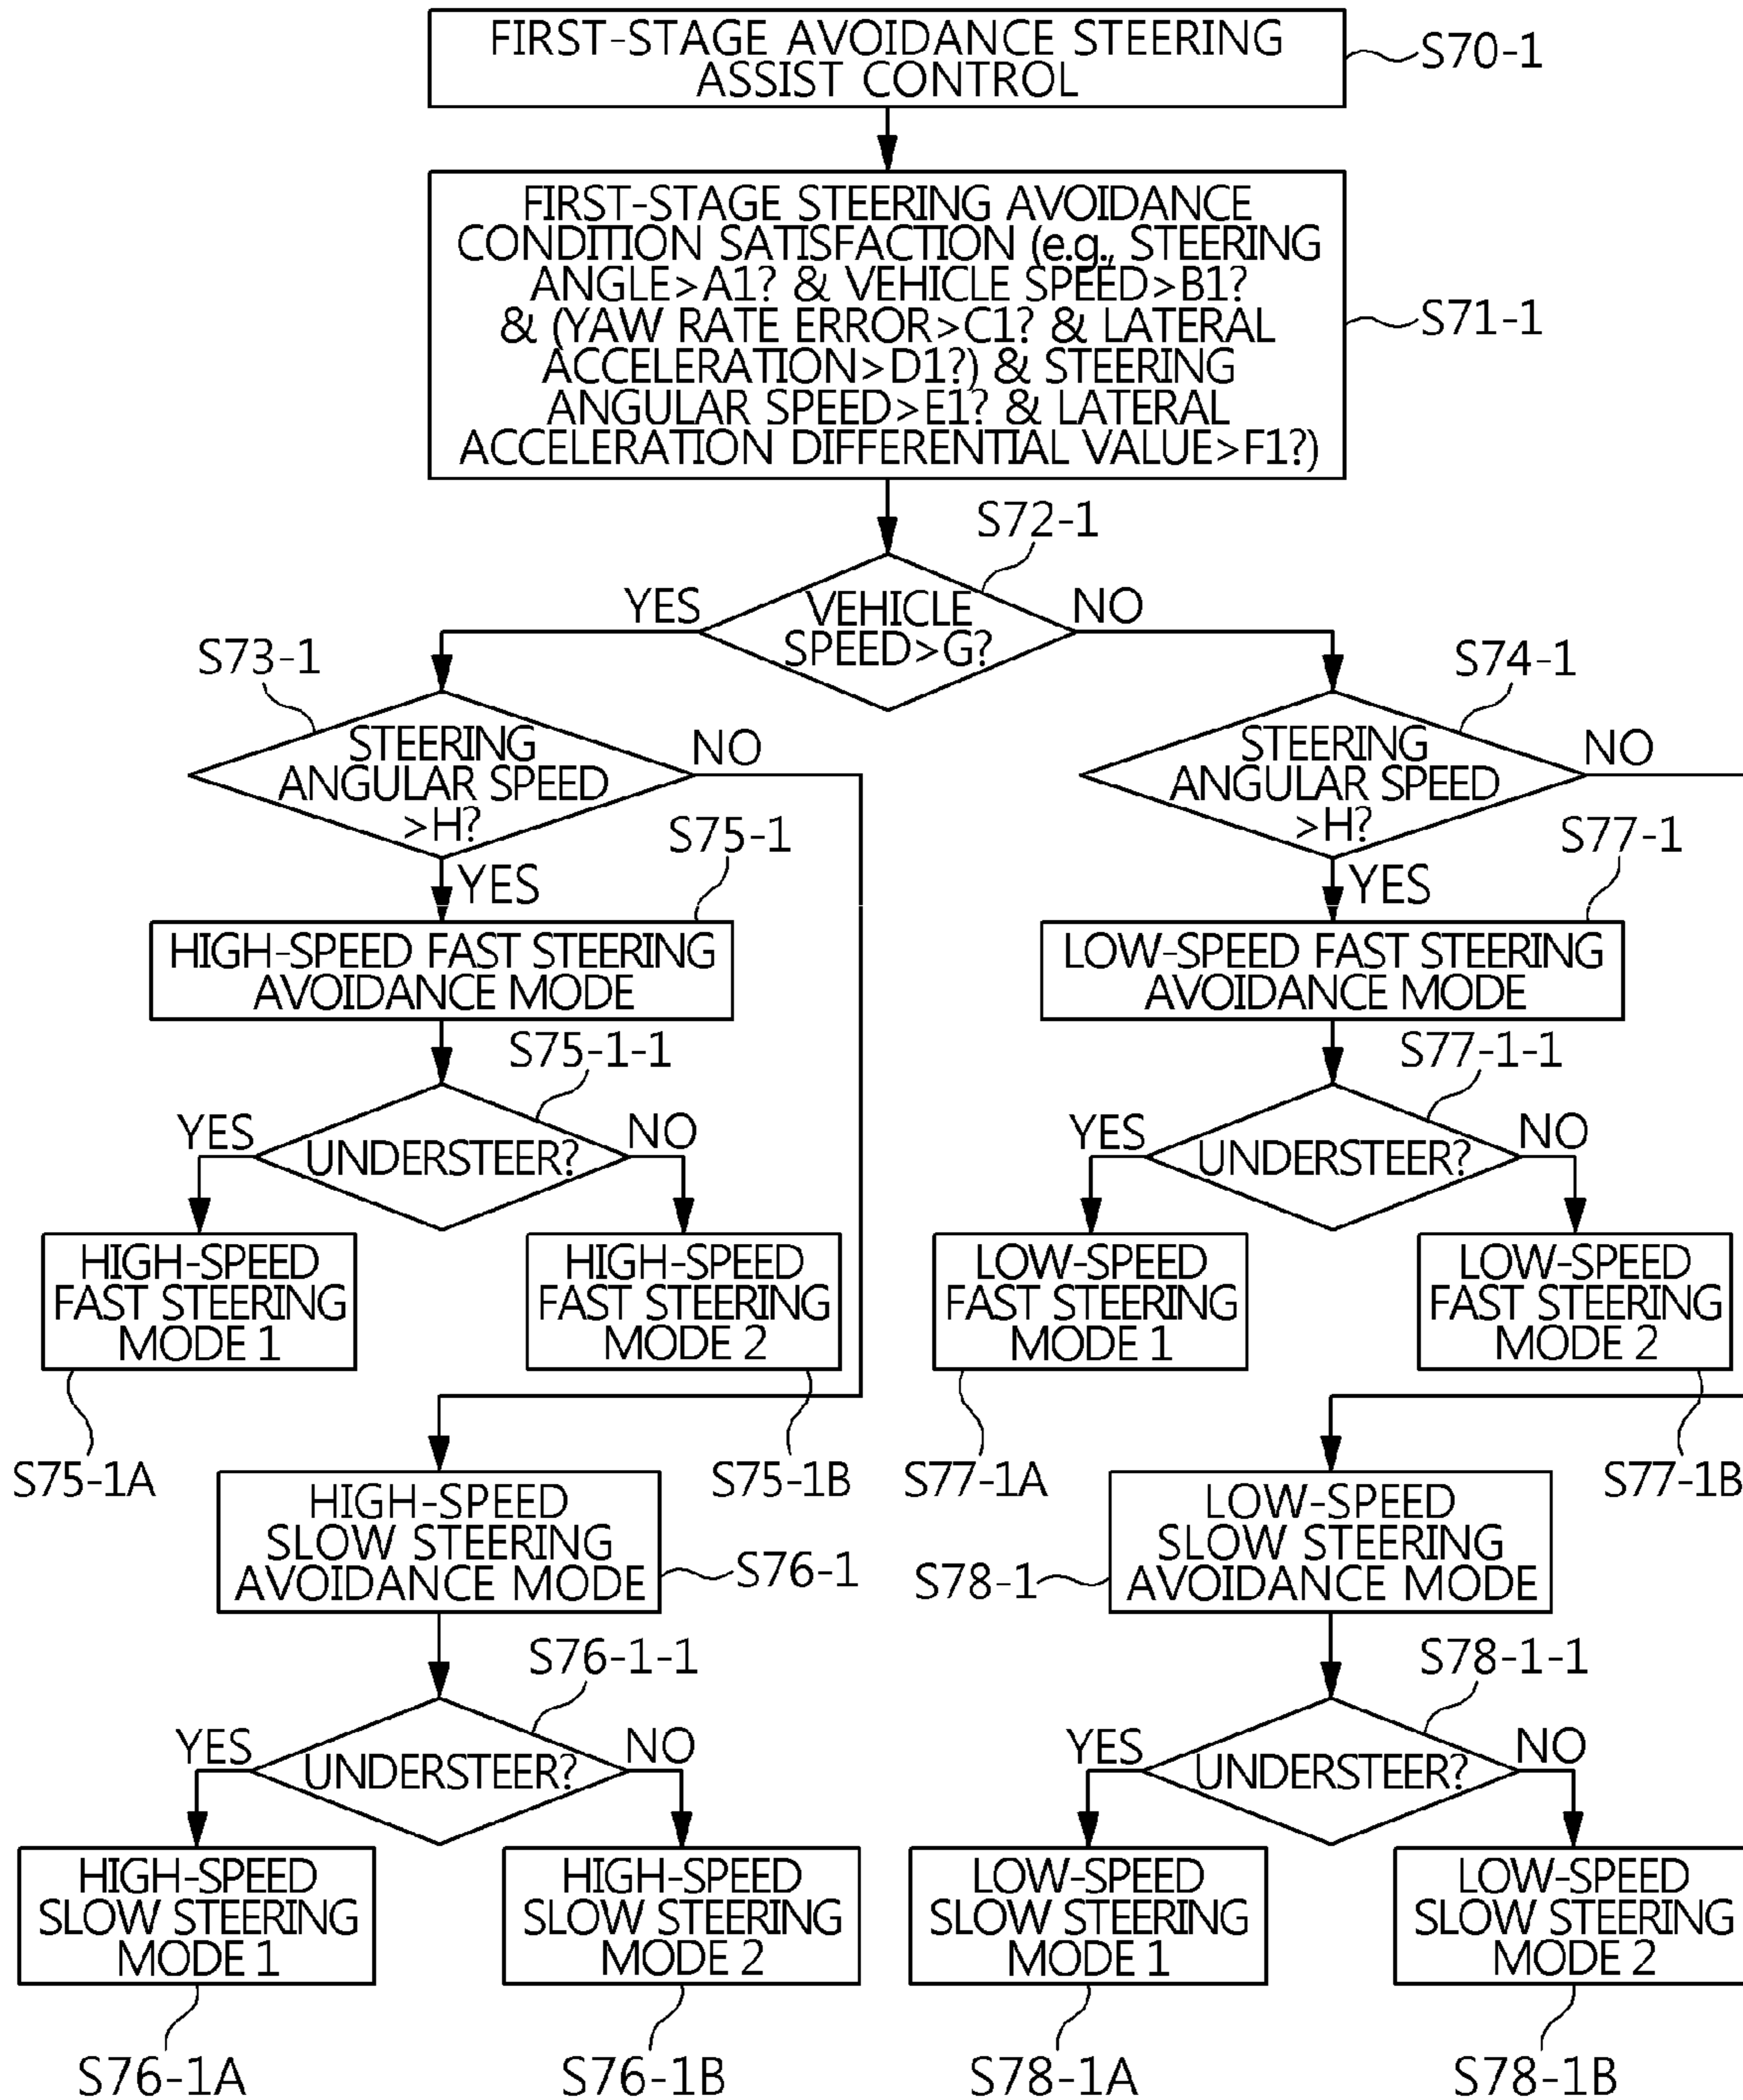 FIRST-STAGE AVOIDANCE STEERING
ASSIST CONTROL
S70-1
FIRST-STAGE STEERING AVOIDANCE
CONDITION SATISFACTION (e.g., STEERING
ANGLE>A1? & VEHICLE SPEED>B1?
& (YAW RATE ERROR>C1? & LATERAL
ACCELERATION>D1?) & STEERING
ANGULAR SPEED>E1? & LATERAL
ACCELERATION DIFFERENTIAL VALUE>F1?)
S71-1
S72-1
YES
VEHICLE
SPEED>G?
NO
S73-1
STEERING
ANGULAR SPEED
>H?
NO
YES
S74-1
STEERING
ANGULAR SPEED
>H?
NO
YES
S75-1
HIGH-SPEED FAST STEERING
AVOIDANCE MODE
S77-1
LOW-SPEED FAST STEERING
AVOIDANCE MODE
S75-1-1
YES
UNDERSTEER?
NO
S77-1-1
YES
UNDERSTEER?
NO
HIGH-SPEED
FAST STEERING
MODE 1
HIGH-SPEED
FAST STEERING
MODE 2
LOW-SPEED
FAST STEERING
MODE 1
LOW-SPEED
FAST STEERING
MODE 2
S75-1A
S75-1B
S77-1A
S77-1B
HIGH-SPEED
SLOW STEERING
AVOIDANCE MODE
S76-1
S78-1
LOW-SPEED
SLOW STEERING
AVOIDANCE MODE
S76-1-1
YES
UNDERSTEER?
NO
S78-1-1
YES
UNDERSTEER?
NO
HIGH-SPEED
SLOW STEERING
MODE 1
HIGH-SPEED
SLOW STEERING
MODE 2
LOW-SPEED
SLOW STEERING
MODE 1
LOW-SPEED
SLOW STEERING
MODE 2
S76-1A
S76-1B
S78-1A
S78-1B